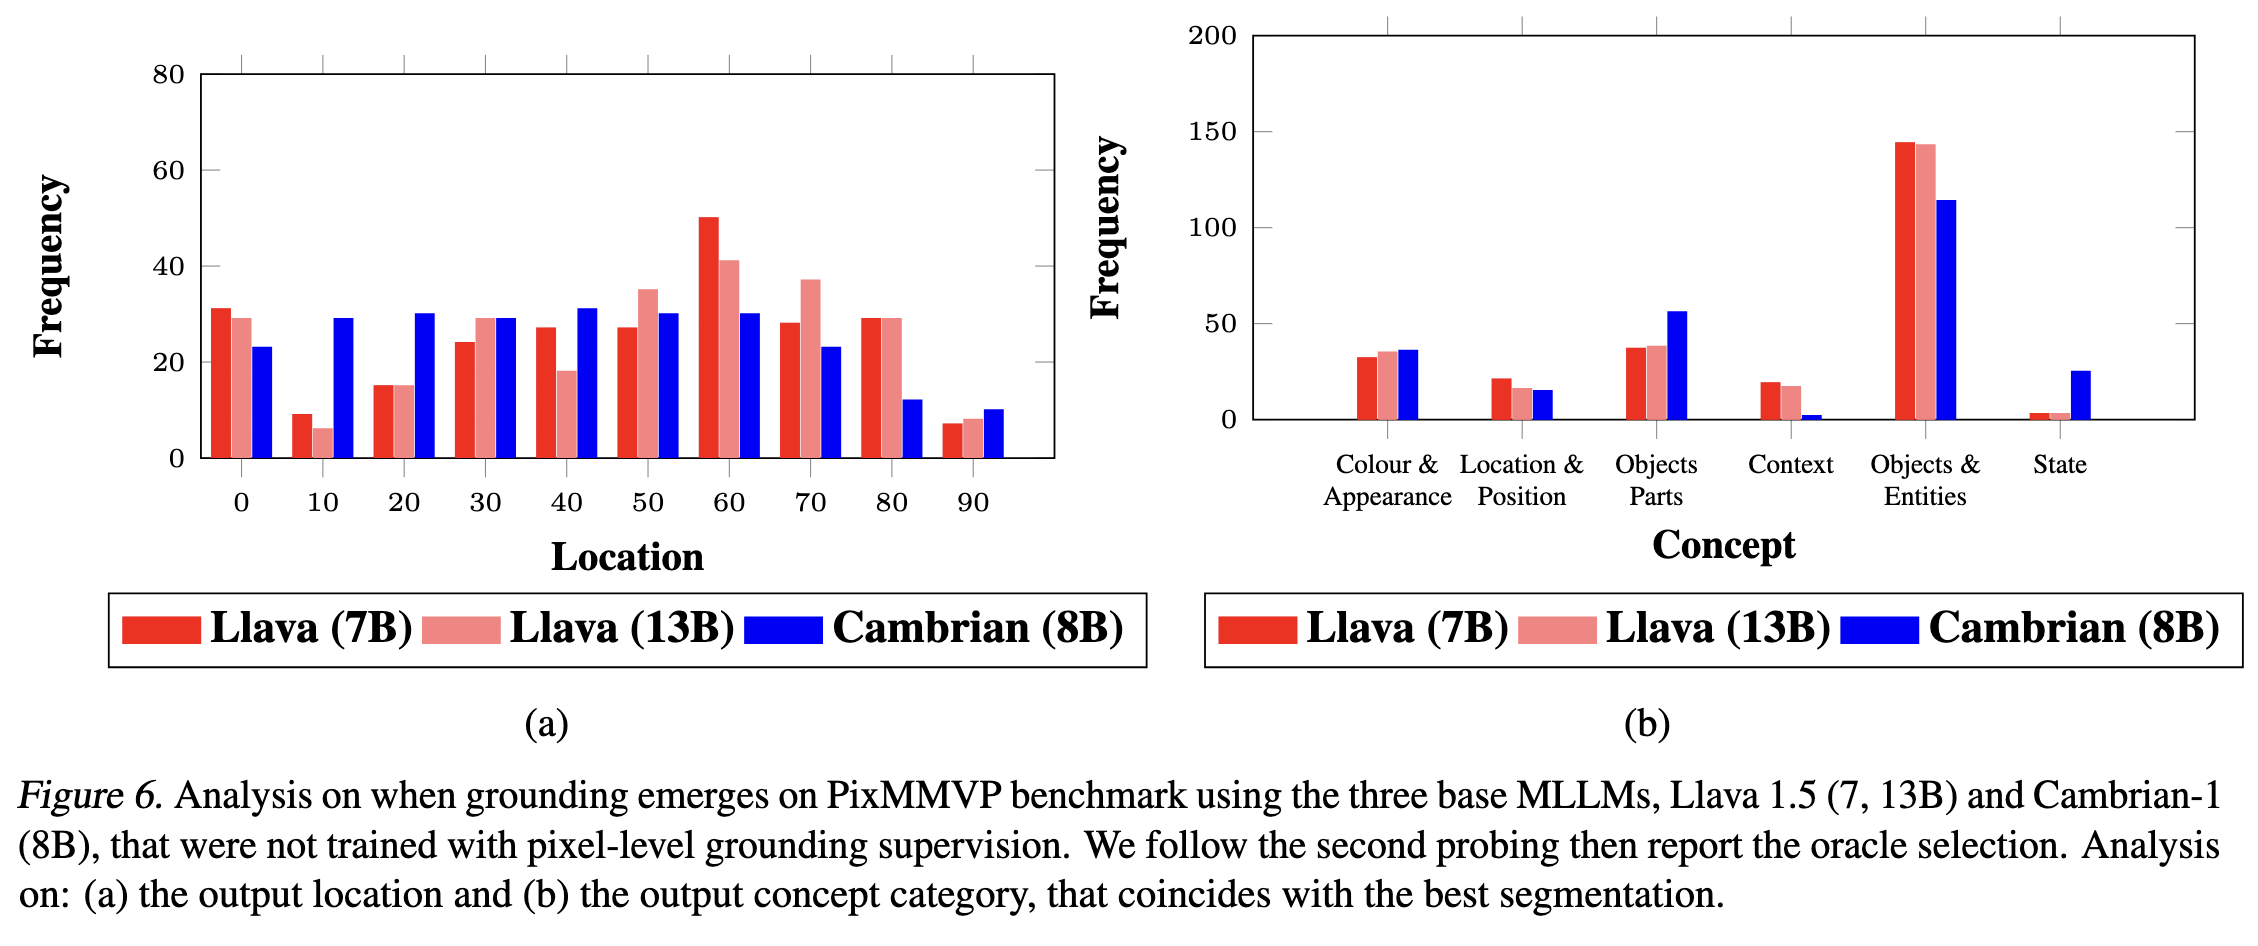 80
60
40
20
0
Frequency
0 10 20 30 40 50 60 70 80 90
Location
Llava (7B) Llava (13B) Cambrian (8B)
(a)
200
150
100
50
0
Frequency
Colour & Appearance
Location & Position
Objects Parts
Context
Objects & Entities
State
Concept
Llava (7B) Llava (13B) Cambrian (8B)
(b)
Figure 6. Analysis on when grounding emerges on PixMMVP benchmark using the three base MLLMs, Llava 1.5 (7, 13B) and Cambrian-1
(8B), that were not trained with pixel-level grounding supervision. We follow the second probing then report the oracle selection. Analysis
on: (a) the output location and (b) the output concept category, that coincides with the best segmentation.